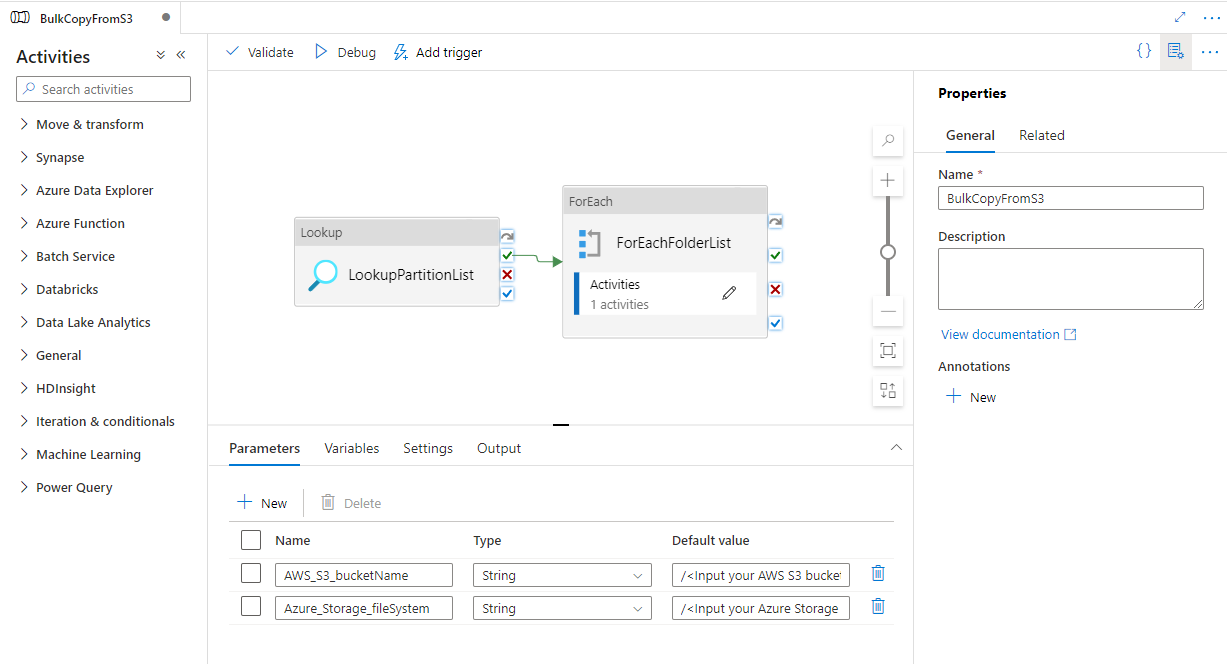 BulkCopyFromS3
Activities
Search activities
Move & transform
Synapse
Azure Data Explorer
Azure Function
Batch Service
Databricks
Data Lake Analytics
General
HDInsight
Iteration & conditionals
Machine Learning
Power Query
Validate Debug Add trigger
Lookup
LookupPartitionList
ForEach
ForEachFolderList
Activities
1 activities
Parameters Variables Settings Output
New Delete
Name Type Default value
AWS_S3_bucketName String /<Input your AWS S3 bucket
Azure_Storage_fileSystem String /<Input your Azure Storage
Properties
General Related
Name *
BulkCopyFromS3
Description
View documentation
Annotations
New